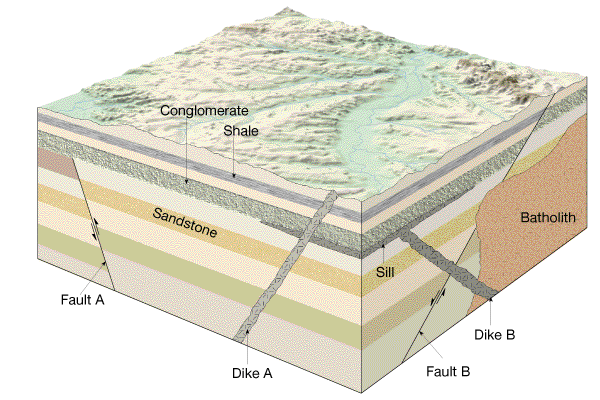 Conglomerate
Shale
Sandstone
Batholith
Sill
Fault A
Dike B
Dike A
Fault B